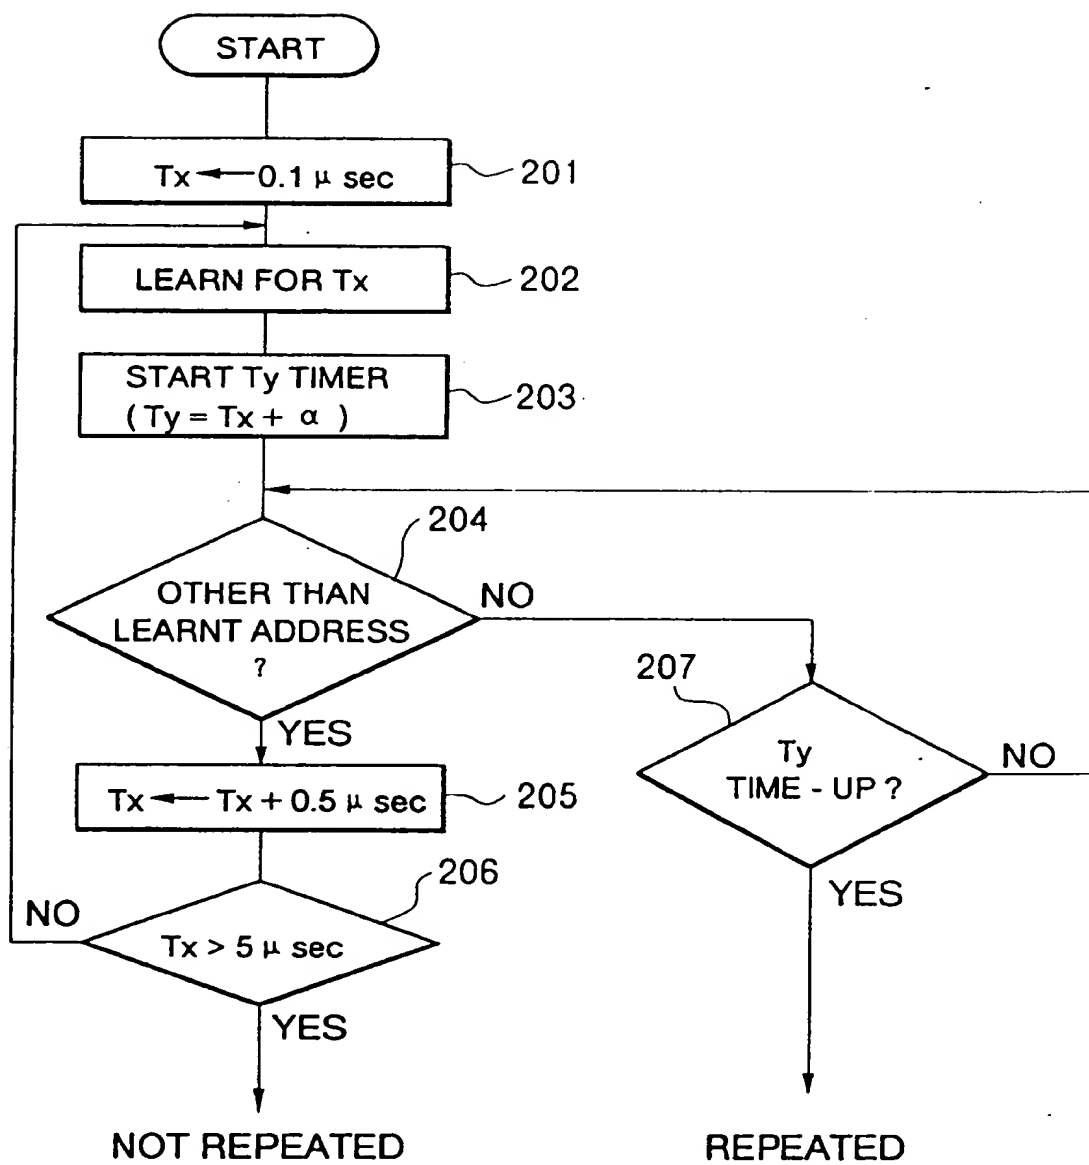 START
Tx ← 0.1 μ sec
201
LEARN FOR Tx
202
START Ty TIMER
( Ty = Tx + α )
203
204
OTHER THAN
LEARNT ADDRESS
?
NO
YES
207
Ty
TIME - UP ?
NO
YES
Tx ← Tx + 0.5 μ sec
205
206
NO
Tx > 5 μ sec
YES
NOT REPEATED
REPEATED